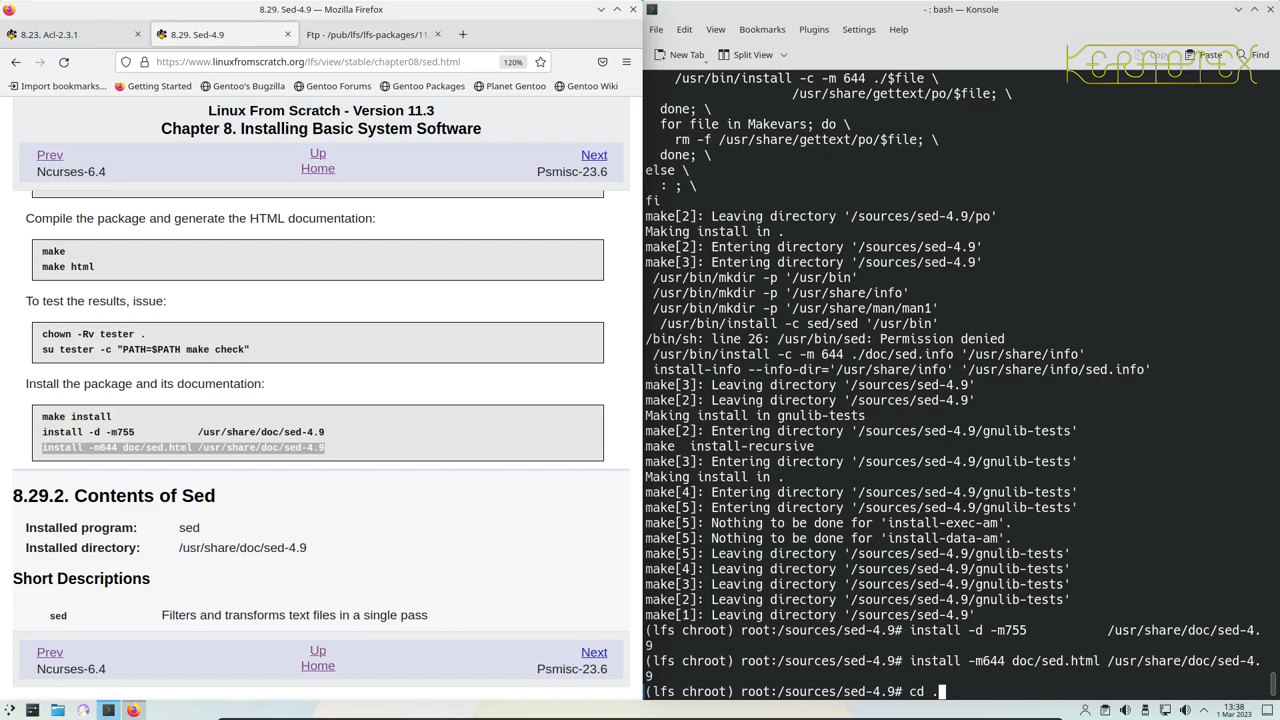 8.29. Sed-4.9 — Mozilla Firefox
8.23. Acl-2.3.1
8.29. Sed-4.9
Ftp - /pub/lfs/lfs-packages/11.
https://www.linuxfromscratch.org/lfs/view/stable/chapter08/sed.html
120%
Import bookmarks...
Getting Started
Gentoo's Bugzilla
Gentoo Forums
Gentoo Packages
Planet Gentoo
Gentoo Wiki
Linux From Scratch - Version 11.3
Chapter 8. Installing Basic System Software
Prev
Up
Next
Ncurses-6.4
Home
Psmisc-23.6
Compile the package and generate the HTML documentation:
make
make html
To test the results, issue:
chown -Rv tester .
su tester -c "PATH=$PATH make check"
Install the package and its documentation:
make install
install -d -m755           /usr/share/doc/sed-4.9
install -m644 doc/sed.html /usr/share/doc/sed-4.9
8.29.2. Contents of Sed
Installed program:
sed
Installed directory:
/usr/share/doc/sed-4.9
Short Descriptions
sed
Filters and transforms text files in a single pass
Prev
Up
Next
Ncurses-6.4
Home
Psmisc-23.6
- : bash — Konsole
File
Edit
View
Bookmarks
Plugins
Settings
Help
New Tab
Split View
Copy
Paste
Find
KERAPLEX
/usr/bin/install -c -m 644 ./$file \
/usr/share/gettext/po/$file; \
done; \
for file in Makevars; do \
rm -f /usr/share/gettext/po/$file; \
done; \
else \
: ; \
fi
make[2]: Leaving directory '/sources/sed-4.9/po'
Making install in .
make[2]: Entering directory '/sources/sed-4.9'
make[3]: Entering directory '/sources/sed-4.9'
/usr/bin/mkdir -p '/usr/bin'
/usr/bin/mkdir -p '/usr/share/info'
/usr/bin/mkdir -p '/usr/share/man/man1'
/usr/bin/install -c sed/sed '/usr/bin'
/bin/sh: line 26: /usr/bin/sed: Permission denied
/usr/bin/install -c -m 644 ./doc/sed.info '/usr/share/info'
install-info --info-dir='/usr/share/info' '/usr/share/info/sed.info'
make[3]: Leaving directory '/sources/sed-4.9'
make[2]: Leaving directory '/sources/sed-4.9'
Making install in gnulib-tests
make[2]: Entering directory '/sources/sed-4.9/gnulib-tests'
make  install-recursive
make[3]: Entering directory '/sources/sed-4.9/gnulib-tests'
Making install in .
make[4]: Entering directory '/sources/sed-4.9/gnulib-tests'
make[5]: Entering directory '/sources/sed-4.9/gnulib-tests'
make[5]: Nothing to be done for 'install-exec-am'.
make[5]: Nothing to be done for 'install-data-am'.
make[5]: Leaving directory '/sources/sed-4.9/gnulib-tests'
make[4]: Leaving directory '/sources/sed-4.9/gnulib-tests'
make[3]: Leaving directory '/sources/sed-4.9/gnulib-tests'
make[2]: Leaving directory '/sources/sed-4.9/gnulib-tests'
make[1]: Leaving directory '/sources/sed-4.9'
(lfs chroot) root:/sources/sed-4.9# install -d -m755           /usr/share/doc/sed-4.
9
(lfs chroot) root:/sources/sed-4.9# install -m644 doc/sed.html /usr/share/doc/sed-4.
9
(lfs chroot) root:/sources/sed-4.9# cd .
13:38
1 Mar 2023